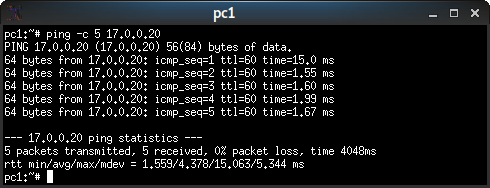 pc1
pc1:~# ping -c 5 17.0.0.20
PING 17.0.0.20 (17.0.0.20) 56(84) bytes of data.
64 bytes from 17.0.0.20: icmp_seq=1 ttl=60 time=15.0 ms
64 bytes from 17.0.0.20: icmp_seq=2 ttl=60 time=1.55 ms
64 bytes from 17.0.0.20: icmp_seq=3 ttl=60 time=1.60 ms
64 bytes from 17.0.0.20: icmp_seq=4 ttl=60 time=1.99 ms
64 bytes from 17.0.0.20: icmp_seq=5 ttl=60 time=1.67 ms
--- 17.0.0.20 ping statistics ---
5 packets transmitted, 5 received, 0% packet loss, time 4048ms
rtt min/avg/max/mdev = 1.559/4.378/15.063/5.344 ms
pc1:~#